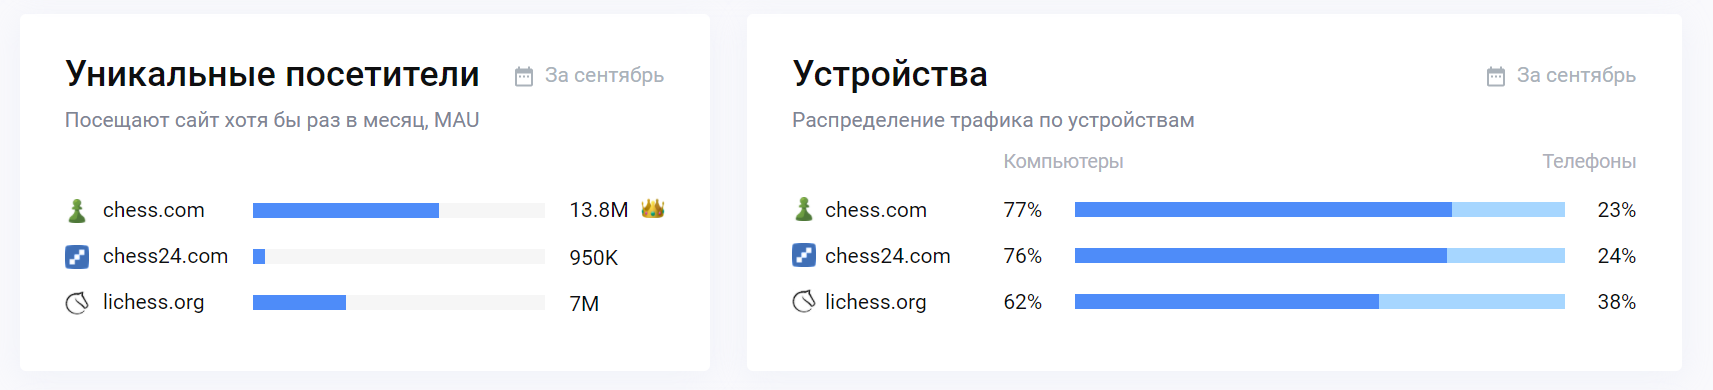 Уникальные посетители
За сентябрь
Посещают сайт хотя бы раз в месяц, MAU
chess.com 13.8M
chess24.com 950K
lichess.org 7M
Устройства
За сентябрь
Распределение трафика по устройствам
Компьютеры Телефоны
chess.com 77% 23%
chess24.com 76% 24%
lichess.org 62% 38%